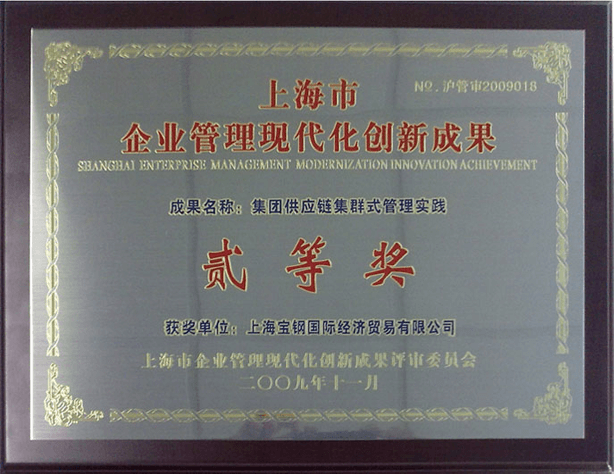 No. 沪管审2009018
上海市
企业管理现代化创新成果
SHANGHAI ENTERPRISE MANAGEMENT MODERNIZATION INNOVATION ACHIEVEMENT
成果名称：集团供应链集群式管理实践
贰等奖
获奖单位：上海宝钢国际经济贸易有限公司
上海市企业管理现代化创新成果评审委员会
二〇〇九年十一月